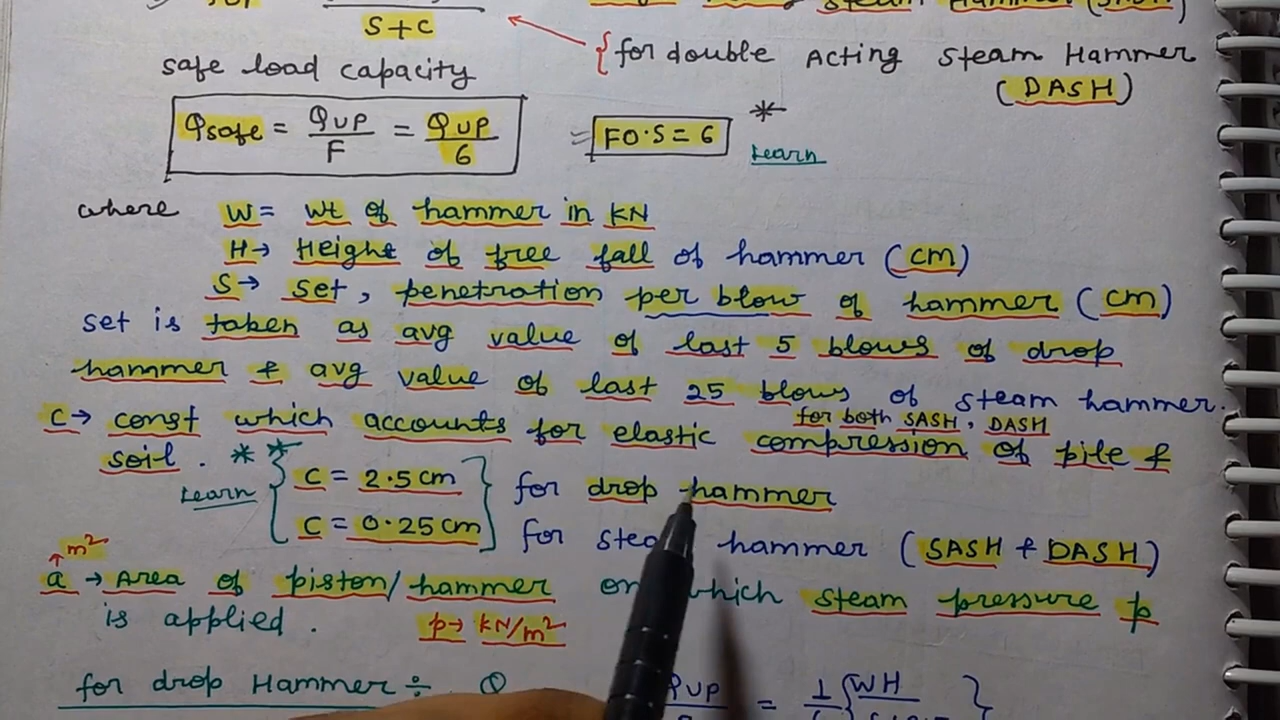 S+C
{for double Acting Steam Hammer
(DASH)
safe load capacity
Qsafe = QUP/F = QUP/6
= FO.S = 6
*
Learn
where W = Wt of hammer in KN
H → Height of free fall of hammer (cm)
S → set, penetration per blow of hammer (cm)
set is taken as avg value of last 5 blows of drop
hammer & avg value of last 25 blows of steam hammer.
for both SASH, DASH
C → const which accounts for elastic compression of pile &
soil. **
Learn { C = 2.5 cm } for drop hammer
C = 0.25 cm for steam hammer (SASH & DASH)
m²
a → Area of piston/hammer on which steam pressure p
is applied. p → KN/m²
for drop Hammer ÷ Q QUP = 1/ {WH }